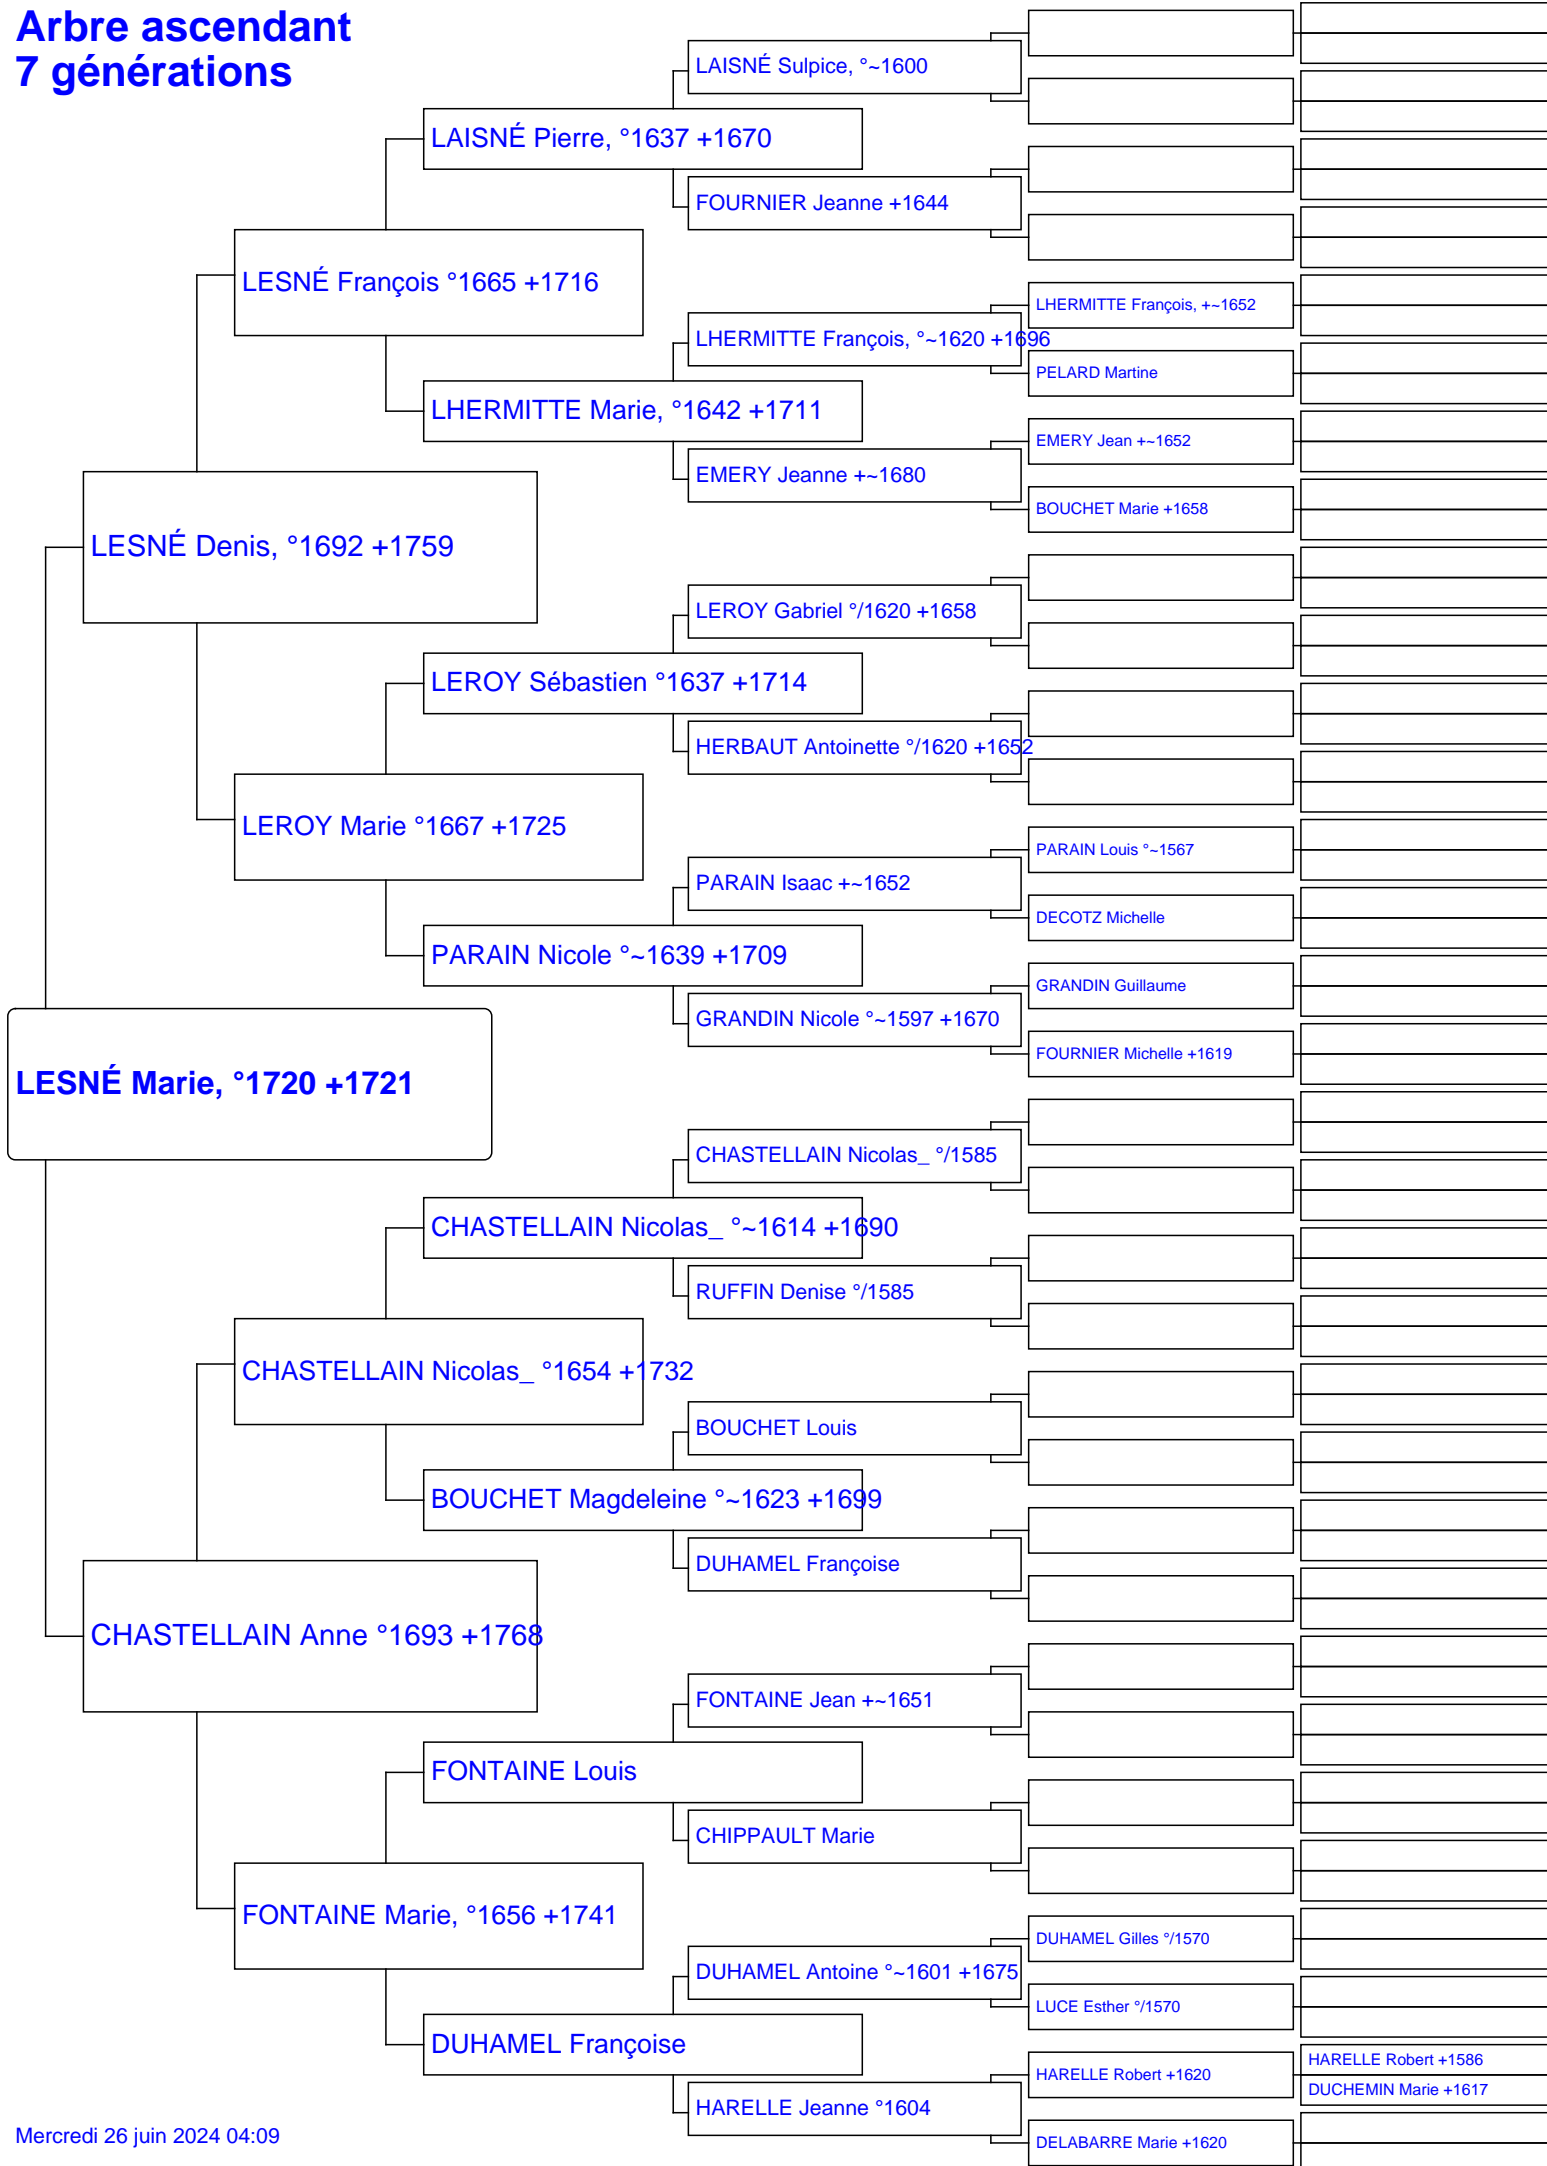 Arbre ascendant
7 générations
LAISNÉ Sulpice, °~1600
LAISNÉ Pierre, °1637 +1670
FOURNIER Jeanne +1644
LESNÉ François °1665 +1716
LHERMITTE François, +~1652
LHERMITTE François, °~1620 +1696
PELARD Martine
LHERMITTE Marie, °1642 +1711
EMERY Jean +~1652
EMERY Jeanne +~1680
BOUCHET Marie +1658
LESNÉ Denis, °1692 +1759
LEROY Gabriel °/1620 +1658
LEROY Sébastien °1637 +1714
HERBAUT Antoinette °/1620 +1652
LEROY Marie °1667 +1725
PARAIN Louis °~1567
PARAIN Isaac +~1652
DECOTZ Michelle
PARAIN Nicole °~1639 +1709
GRANDIN Guillaume
GRANDIN Nicole °~1597 +1670
FOURNIER Michelle +1619
LESNÉ Marie, °1720 +1721
CHASTELLAIN Nicolas_ °/1585
CHASTELLAIN Nicolas_ °~1614 +1690
RUFFIN Denise °/1585
CHASTELLAIN Nicolas_ °1654 +1732
BOUCHET Louis
BOUCHET Magdeleine °~1623 +1699
DUHAMEL Françoise
CHASTELLAIN Anne °1693 +1768
FONTAINE Jean +~1651
FONTAINE Louis
CHIPPAULT Marie
FONTAINE Marie, °1656 +1741
DUHAMEL Gilles °/1570
DUHAMEL Antoine °~1601 +1675
LUCE Esther °/1570
DUHAMEL Françoise
HARELLE Robert +1586
HARELLE Robert +1620
DUCHEMIN Marie +1617
HARELLE Jeanne °1604
DELABARRE Marie +1620
Mercredi 26 juin 2024 04:09